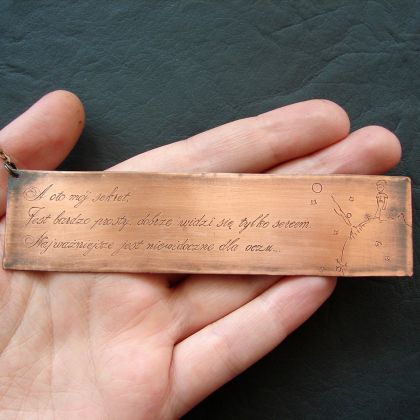 A oto mój sekret.
Jest bardzo prosty: dobrze widzi się tylko sercem.
Najważniejsze jest niewidoczne dla oczu...